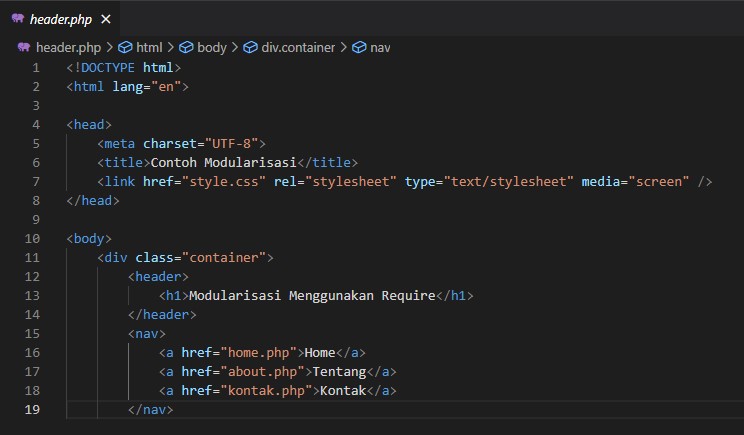 header.php ×
header.php > html > body > div.container > nav
1 <!DOCTYPE html>
2 <html lang="en">
3
4 <head>
5 <meta charset="UTF-8">
6 <title>Contoh Modularisasi</title>
7 <link href="style.css" rel="stylesheet" type="text/stylesheet" media="screen" />
8 </head>
9
10 <body>
11 <div class="container">
12 <header>
13 <h1>Modularisasi Menggunakan Require</h1>
14 </header>
15 <nav>
16 <a href="home.php">Home</a>
17 <a href="about.php">Tentang</a>
18 <a href="kontak.php">Kontak</a>
19 </nav>